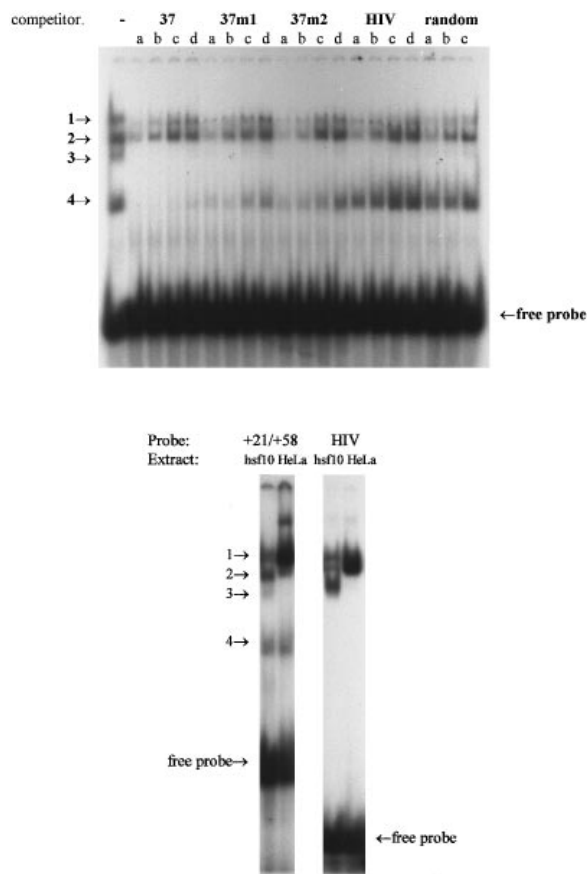 competitor. - 37 37m1 37m2 HIV random
a b c d a b c d a b c d a b c d a b c
1→
2→
3→
4→
←free probe
Probe: +21/+58 HIV
Extract: hsf10 HeLa hsf10 HeLa
1→
2→
3→
4→
free probe→
←free probe